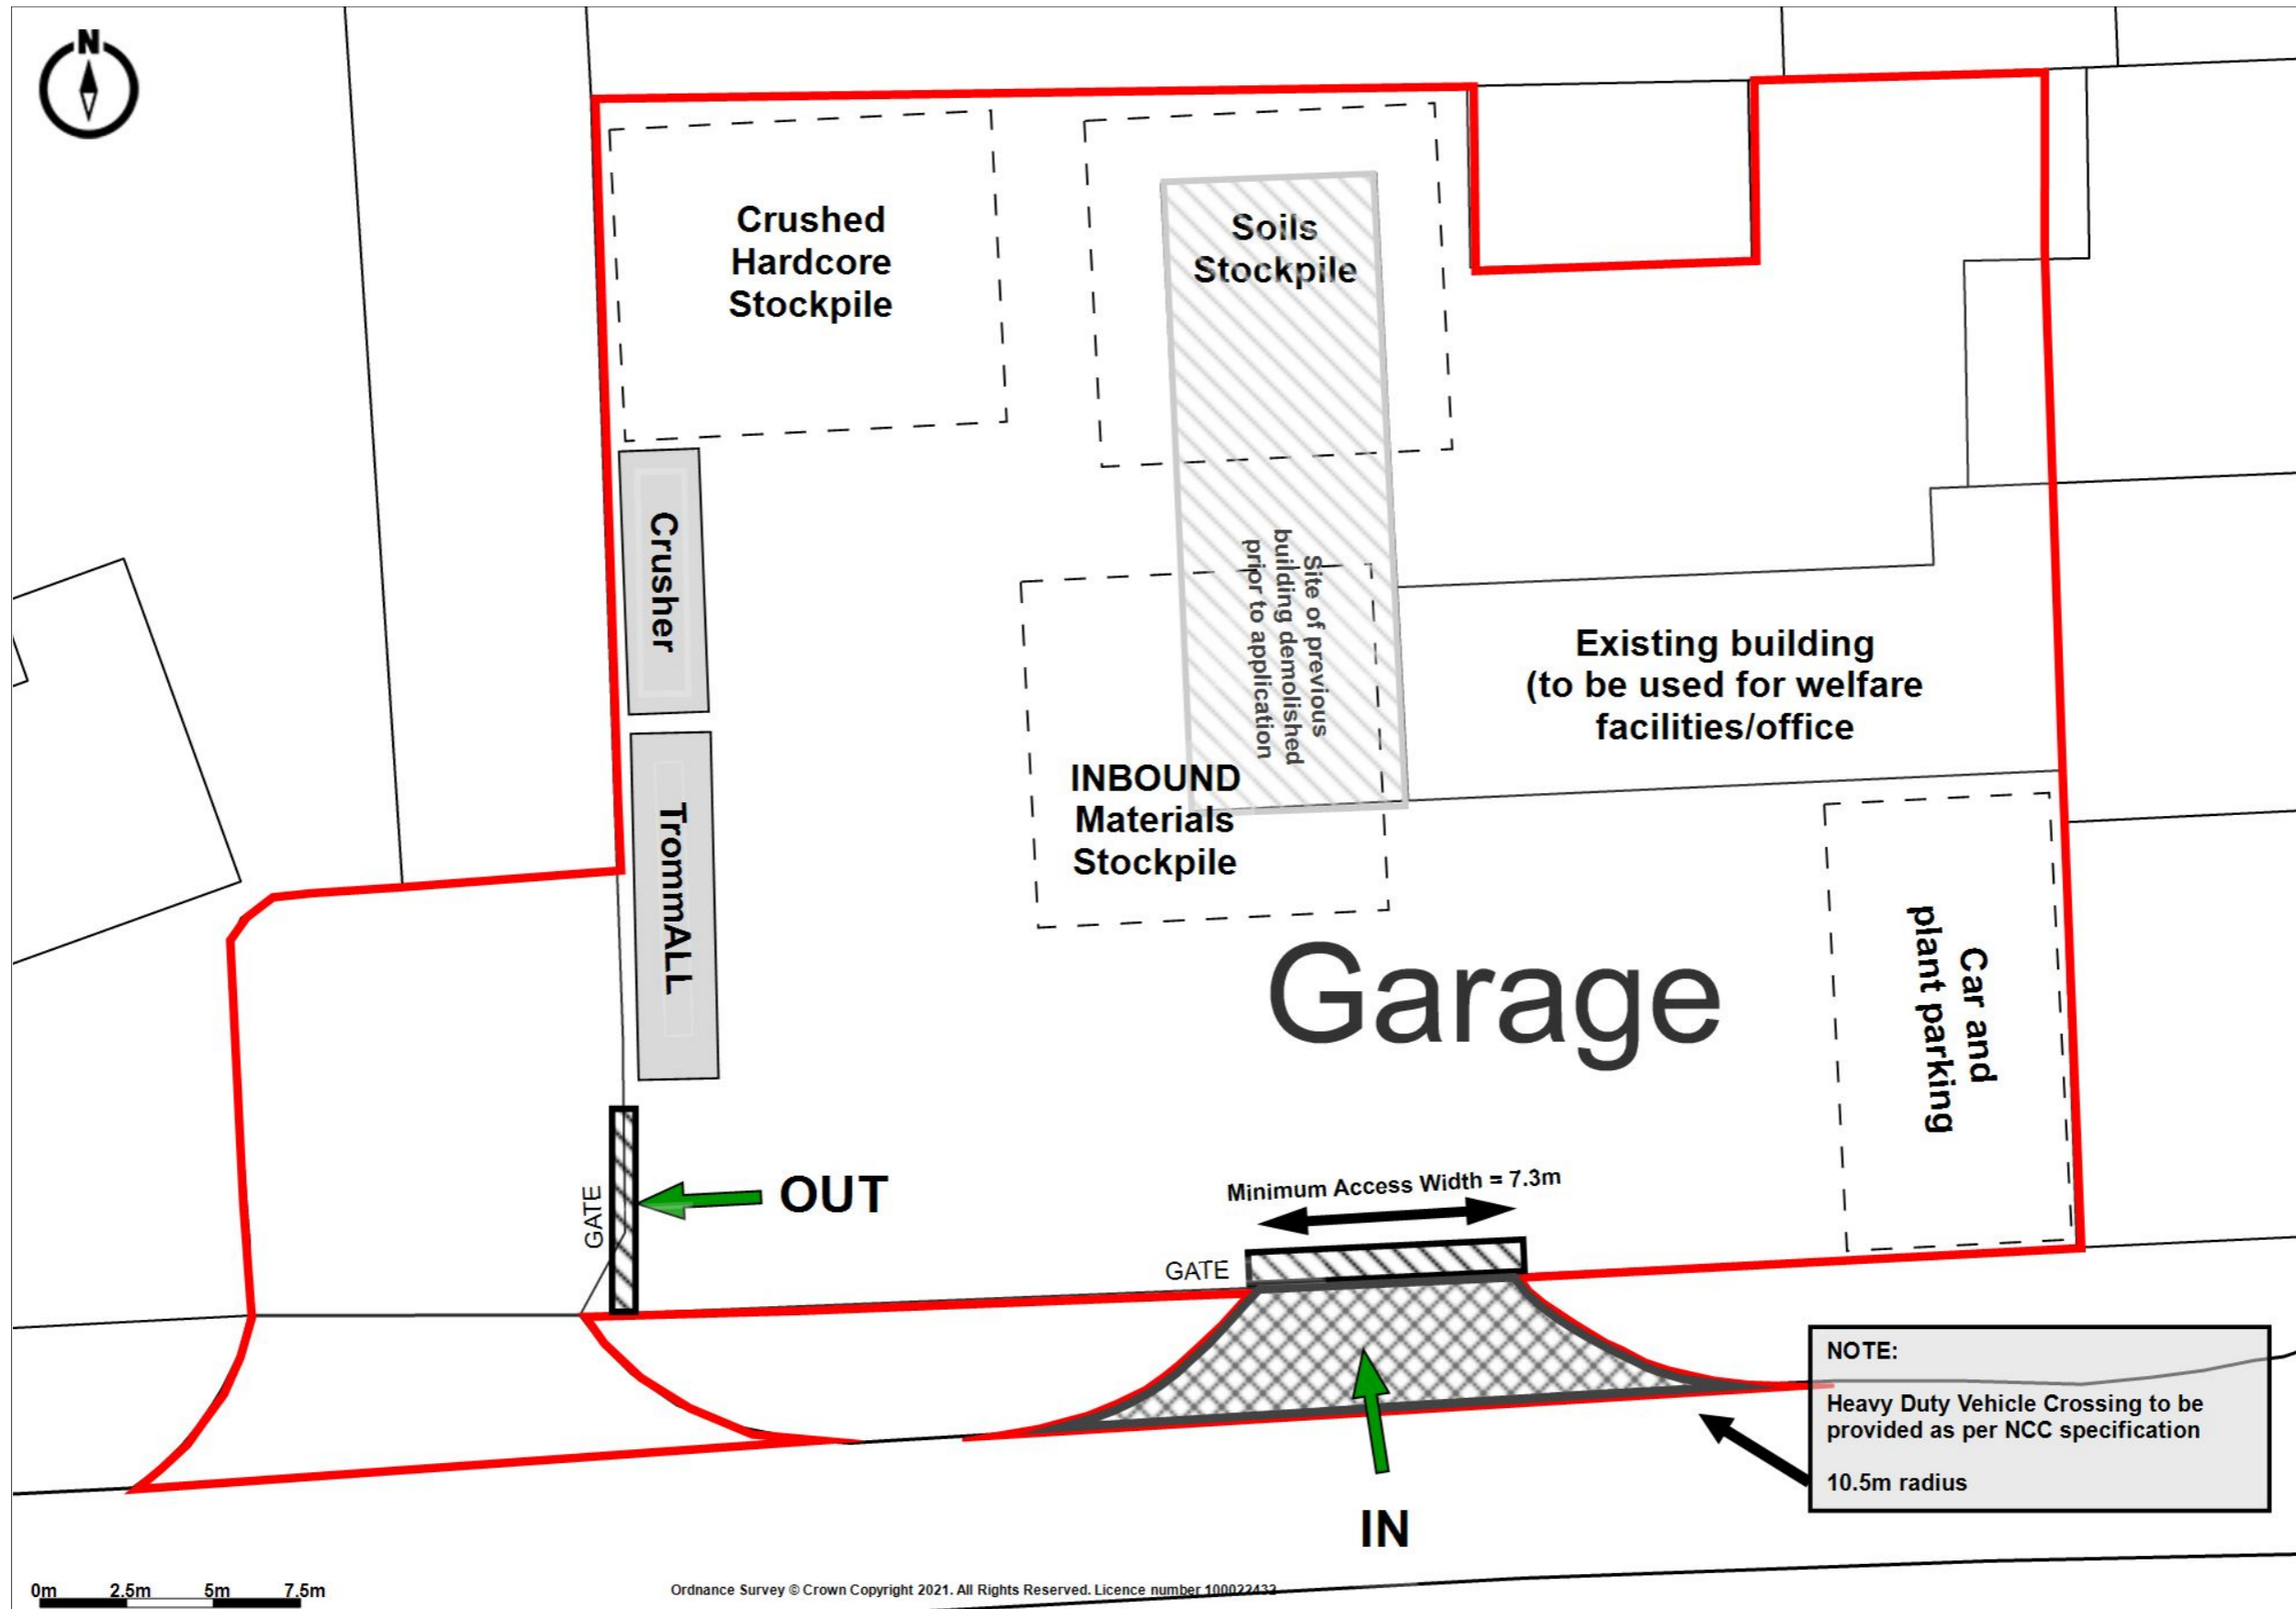 N
Crushed
Hardcore
Stockpile
Soils
Stockpile
Crusher
Site of previous
building demolished
prior to application
Existing building
(to be used for welfare
facilities/office
INBOUND
Materials
Stockpile
TrommALL
Garage
Car and
plant parking
OUT
GATE
Minimum Access Width = 7.3m
GATE
NOTE:
Heavy Duty Vehicle Crossing to be
provided as per NCC specification
10.5m radius
IN
0m 2.5m 5m 7.5m
Ordnance Survey © Crown Copyright 2021. All Rights Reserved. Licence number 100022432